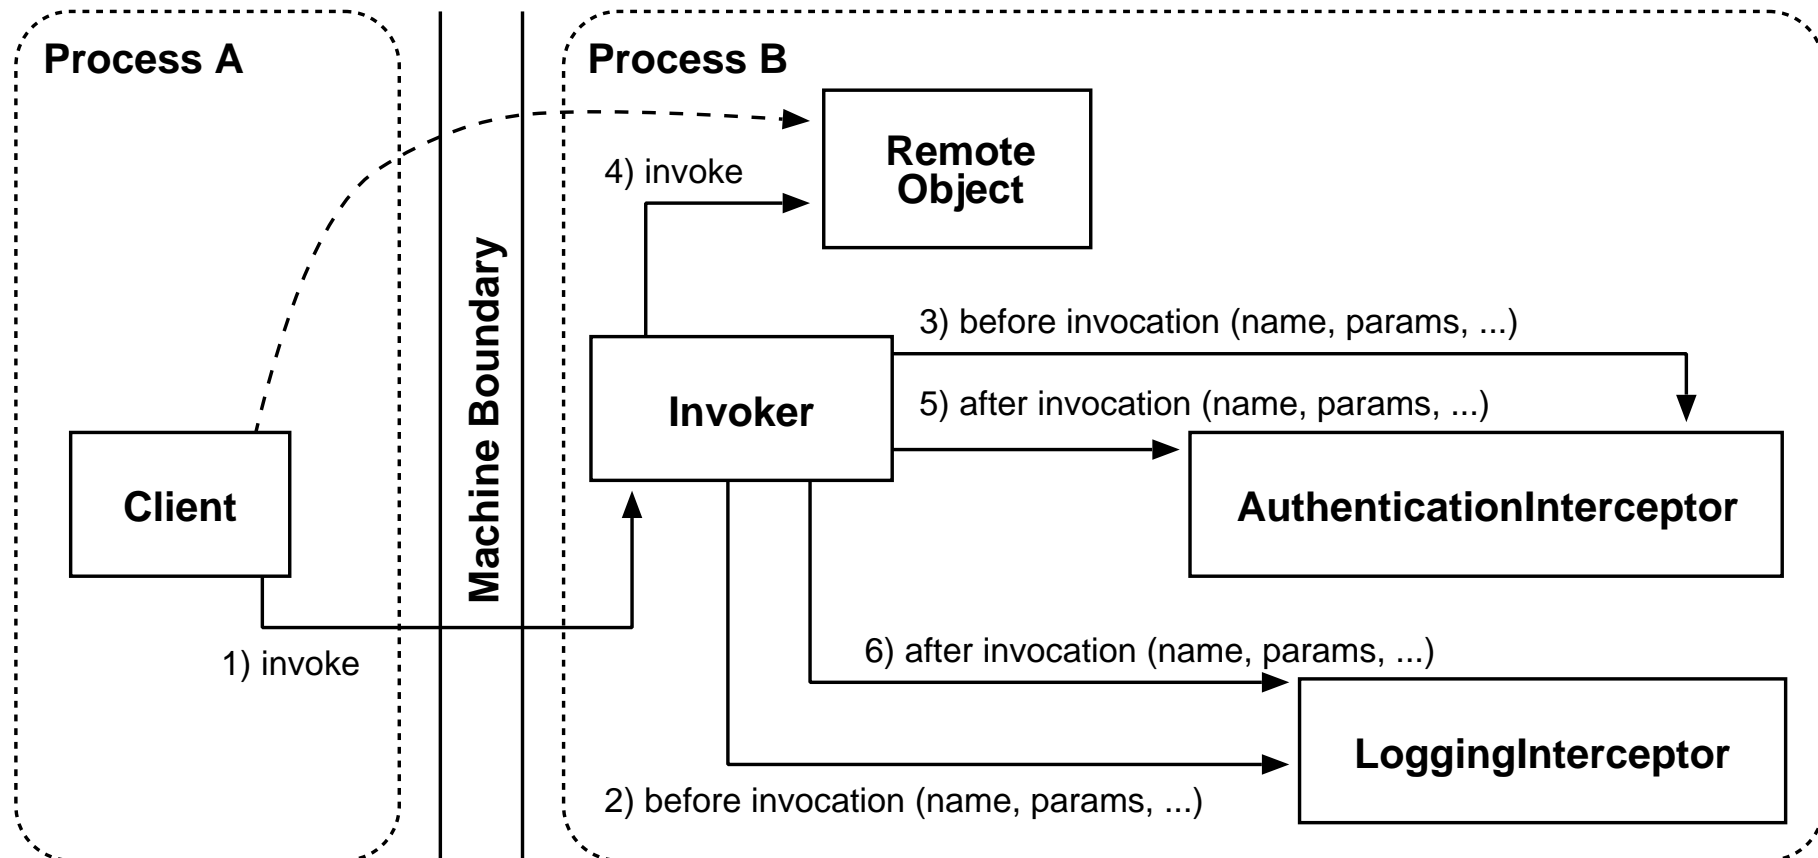 Process A
Process B
Remote
Object
4) invoke
Machine Boundary
3) before invocation (name, params, ...)
Invoker
5) after invocation (name, params, ...)
Client
AuthenticationInterceptor
1) invoke
6) after invocation (name, params, ...)
LoggingInterceptor
2) before invocation (name, params, ...)